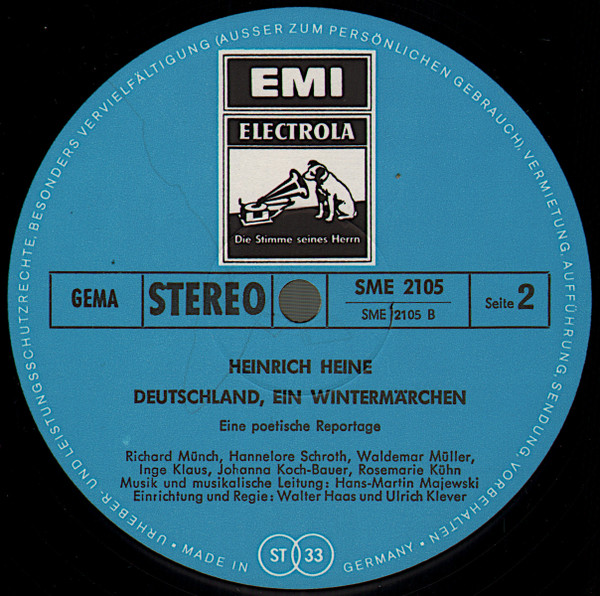 URHEBER- UND LEISTUNGSSCHUTZRECHTE, BESONDERS VERVIELFÄLTIGUNG (AUSSER ZUM PERSÖNLICHEN GEBRAUCH), VERMIETUNG, AUFFÜHRUNG, SENDUNG, VORBEHALTEN •
EMI
ELECTROLA
Die Stimme seines Herrn
GEMA
STEREO
SME 2105
SME 2105 B
Seite 2
HEINRICH HEINE
DEUTSCHLAND, EIN WINTERMÄRCHEN
Eine poetische Reportage
Richard Münch, Hannelore Schroth, Waldemar Müller,
Inge Klaus, Johanna Koch-Bauer, Rosemarie Kühn
Musik und musikalische Leitung: Hans-Martin Majewski
Einrichtung und Regie: Walter Haas und Ulrich Klever
• MADE IN GERMANY •
ST 33